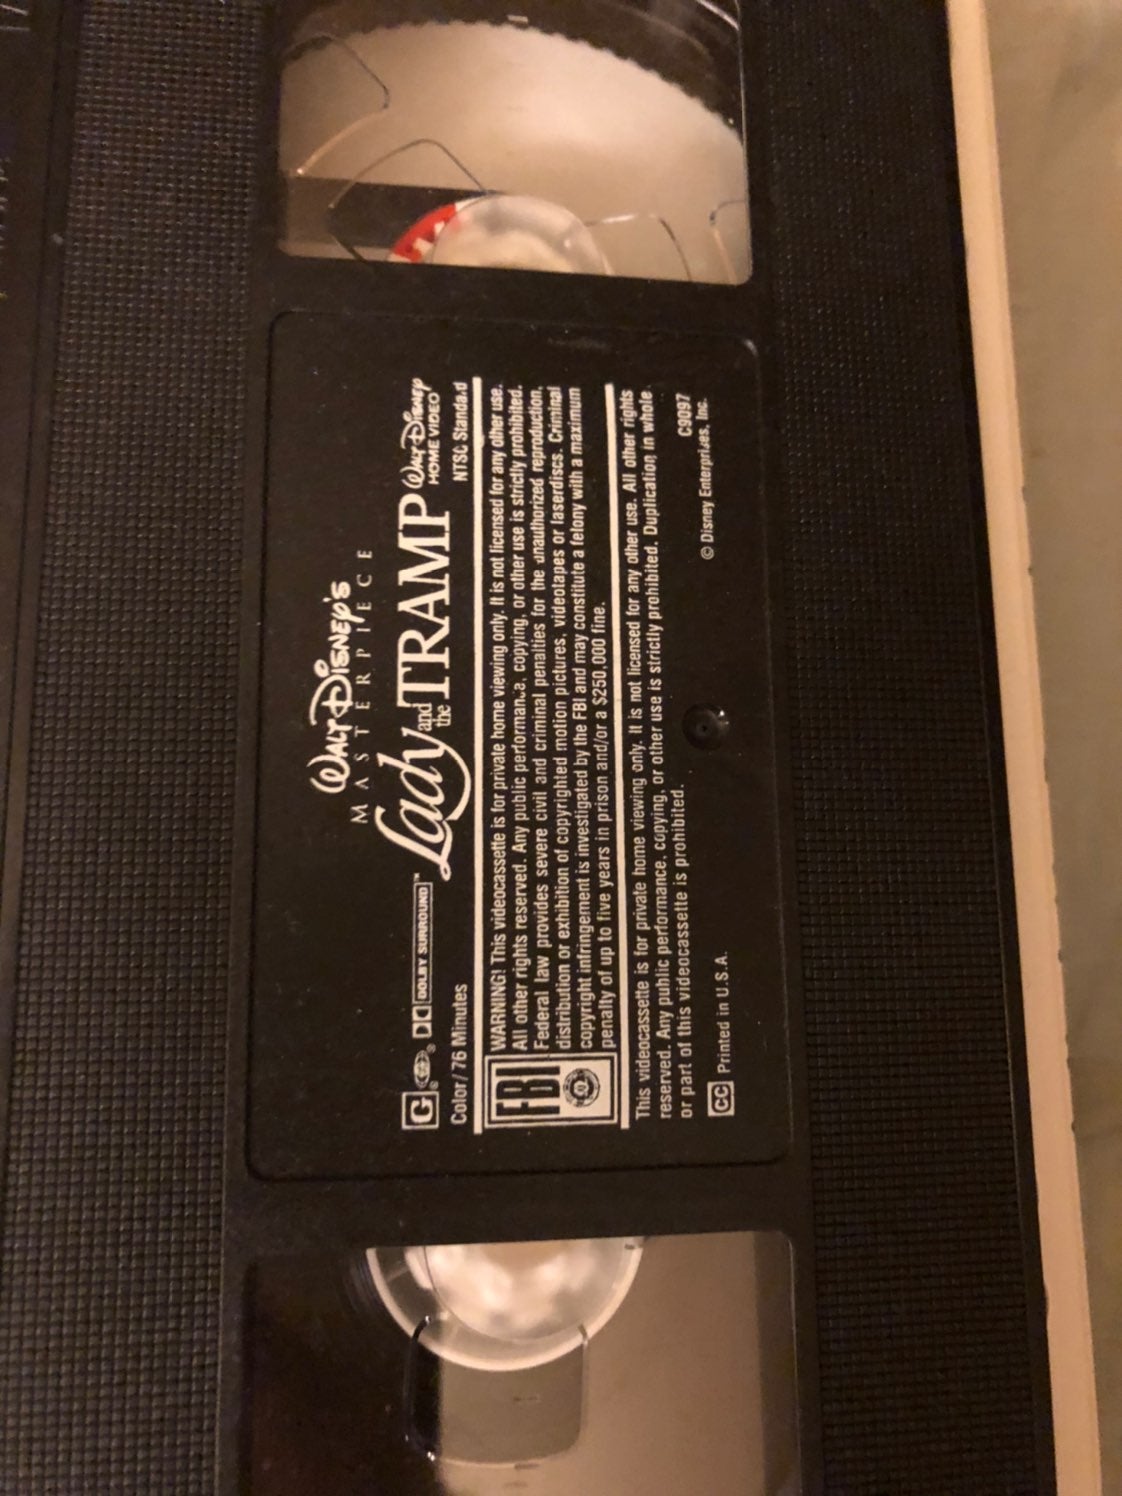 Walt Disney's
MASTERPIECE
Lady and the TRAMP
G DOLBY SURROUND™ Walt Disney HOME VIDEO
Color / 76 Minutes NTSC Standard
FBI
WARNING! This videocassette is for private home viewing only. It is not licensed for any other use.
All other rights reserved. Any public performance, copying, or other use is strictly prohibited.
Federal law provides severe civil and criminal penalties for the unauthorized reproduction,
distribution or exhibition of copyrighted motion pictures, videotapes or laserdiscs. Criminal
copyright infringement is investigated by the FBI and may constitute a felony with a maximum
penalty of up to five years in prison and/or a $250,000 fine.
This videocassette is for private home viewing only. It is not licensed for any other use. All other rights
reserved. Any public performance, copying, or other use is strictly prohibited. Duplication in whole
or part of this videocassette is prohibited.
C9097
CC Printed in U.S.A. © Disney Enterprises, Inc.